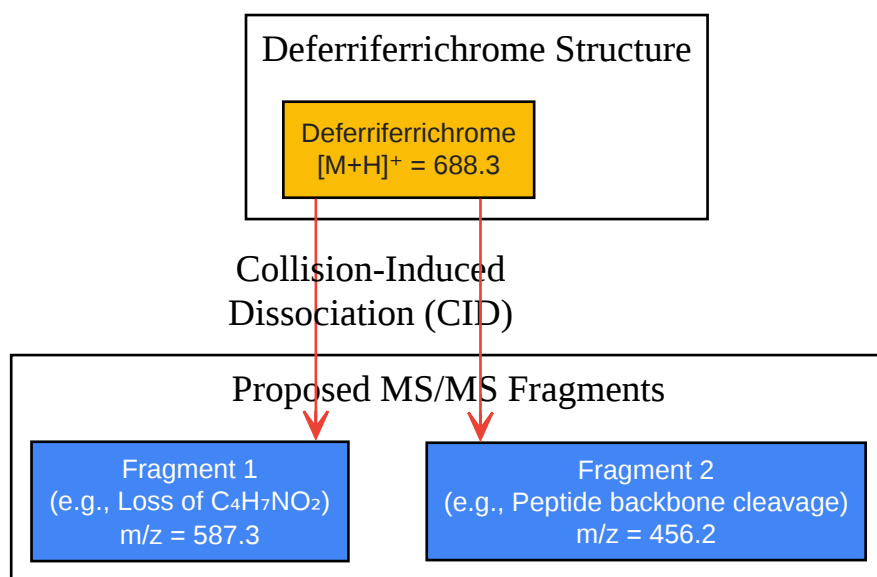 Deferriferrichrome Structure
Deferriferrichrome
[M+H]⁺ = 688.3
Collision-Induced
Dissociation (CID)
Proposed MS/MS Fragments
Fragment 1
(e.g., Loss of C₄H₇NO₂)
m/z = 587.3
Fragment 2
(e.g., Peptide backbone cleavage)
m/z = 456.2